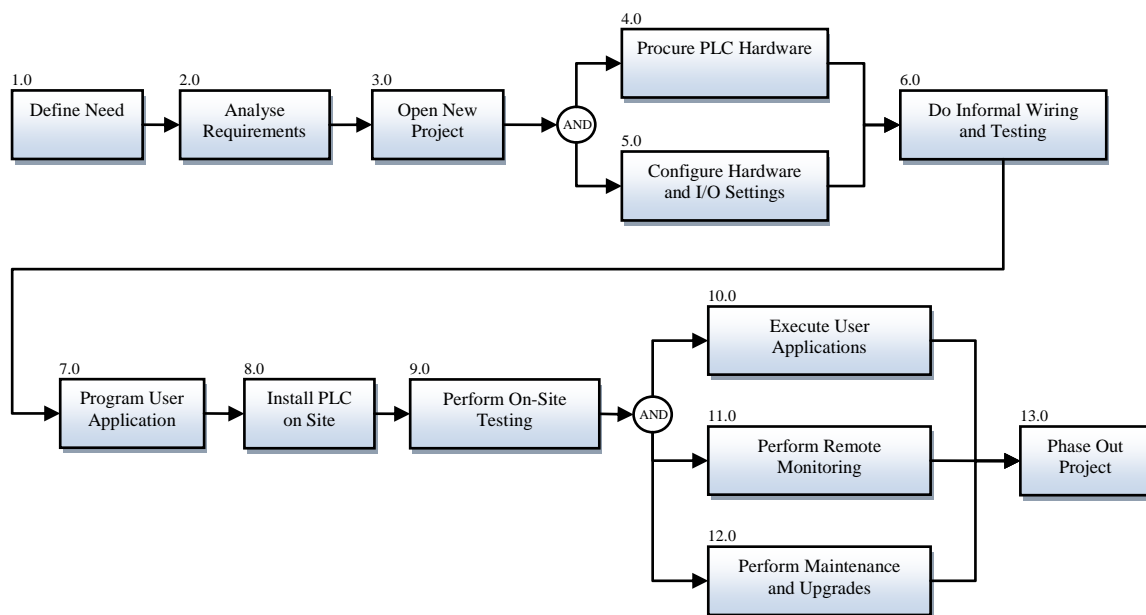 1.0
Define Need
2.0
Analyse
Requirements
3.0
Open New
Project
AND
4.0
Procure PLC Hardware
5.0
Configure Hardware
and I/O Settings
6.0
Do Informal Wiring
and Testing
7.0
Program User
Application
8.0
Install PLC
on Site
9.0
Perform On-Site
Testing
AND
10.0
Execute User
Applications
11.0
Perform Remote
Monitoring
12.0
Perform Maintenance
and Upgrades
13.0
Phase Out
Project